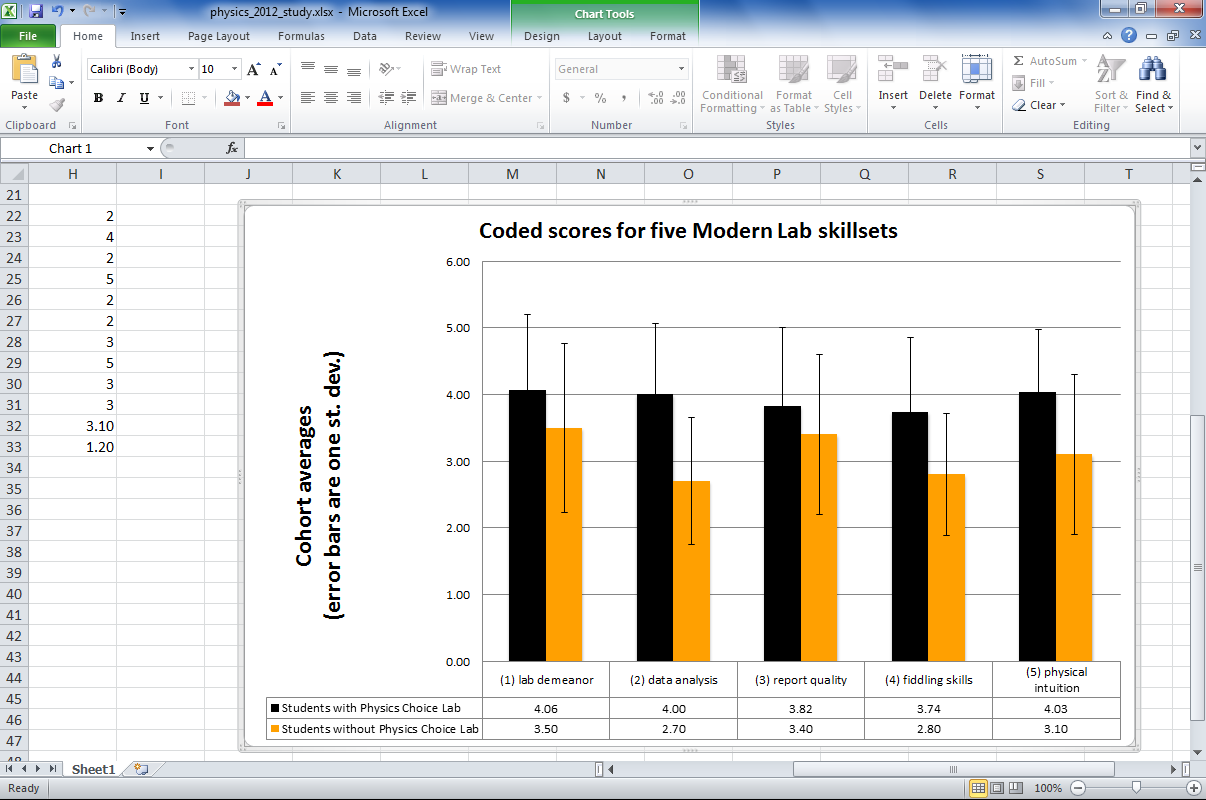 physics_2012_study.xlsx - Microsoft Excel
Chart Tools
File Home Insert Page Layout Formulas Data Review View Design Layout Format
Paste
Calibri (Body) 10 A A
B I U A
Wrap Text
Merge & Center
General
$ % , .00 .0
Conditional Formatting
Format as Table
Cell Styles
Insert Delete Format
Σ AutoSum
Fill
Clear
Sort & Filter
Find & Select
Clipboard Font Alignment Number Styles Cells Editing
Chart 1 fx
H I J K L M N O P Q R S T
21
22 2
23 4
24 2
25 5
26 2
27 2
28 3
29 5
30 3
31 3
32 3.10
33 1.20
34
35
36
37
38
39
40
41
42
43
44
45
46
47
48
Coded scores for five Modern Lab skillsets
Cohort averages
(error bars are one st. dev.)
6.00
5.00
4.00
3.00
2.00
1.00
0.00
(1) lab demeanor (2) data analysis (3) report quality (4) fiddling skills (5) physical intuition
Students with Physics Choice Lab 4.06 4.00 3.82 3.74 4.03
Students without Physics Choice Lab 3.50 2.70 3.40 2.80 3.10
Sheet1
Ready 100%